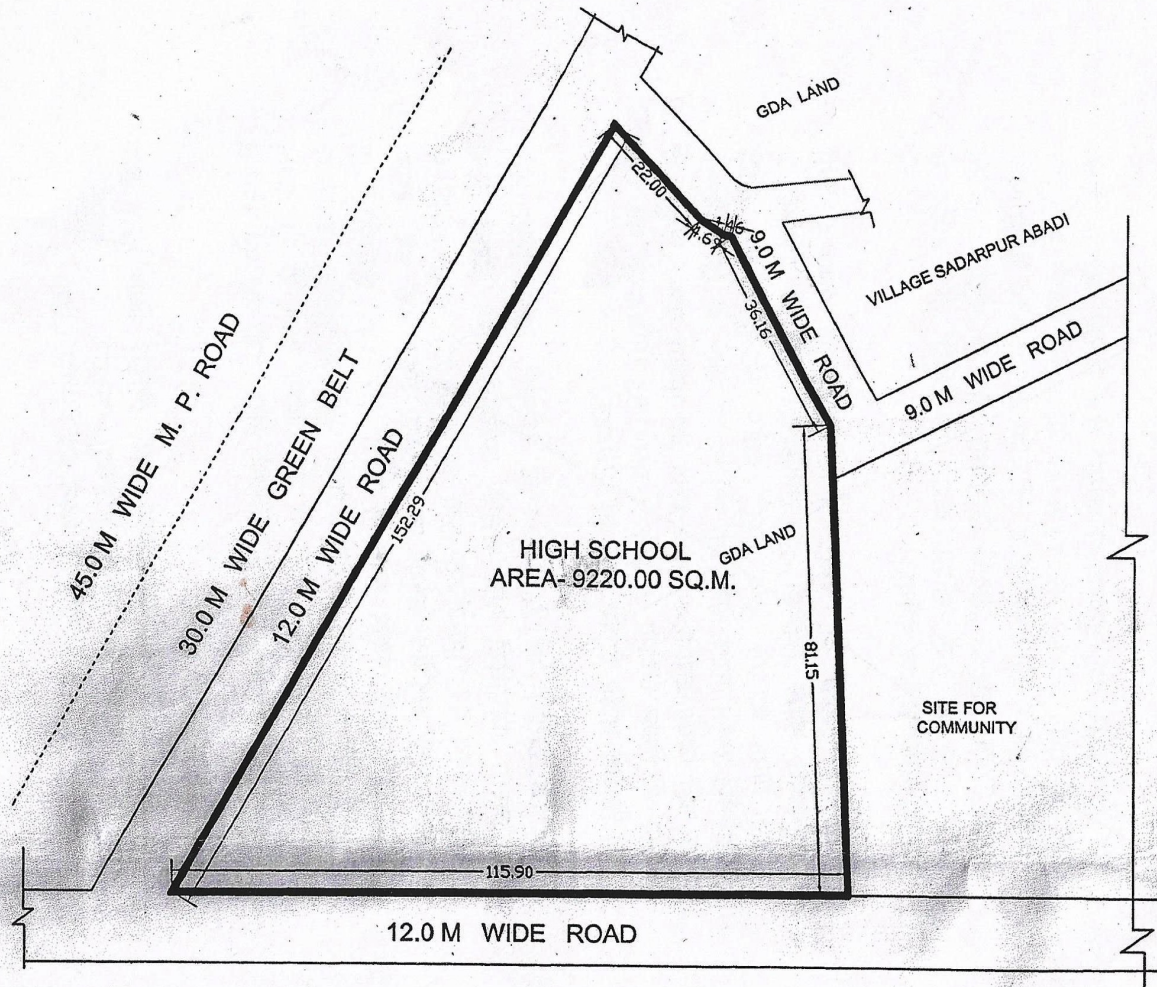 GDA LAND
22.00
1.46
4.69
9.0 M WIDE ROAD
36.16
VILLAGE SADARPUR ABADI
9.0 M WIDE ROAD
45.0 M WIDE M. P. ROAD
30.0 M WIDE GREEN BELT
12.0 M WIDE ROAD
152.29
HIGH SCHOOL
AREA- 9220.00 SQ.M.
GDA LAND
81.15
SITE FOR
COMMUNITY
115.90
12.0 M WIDE ROAD